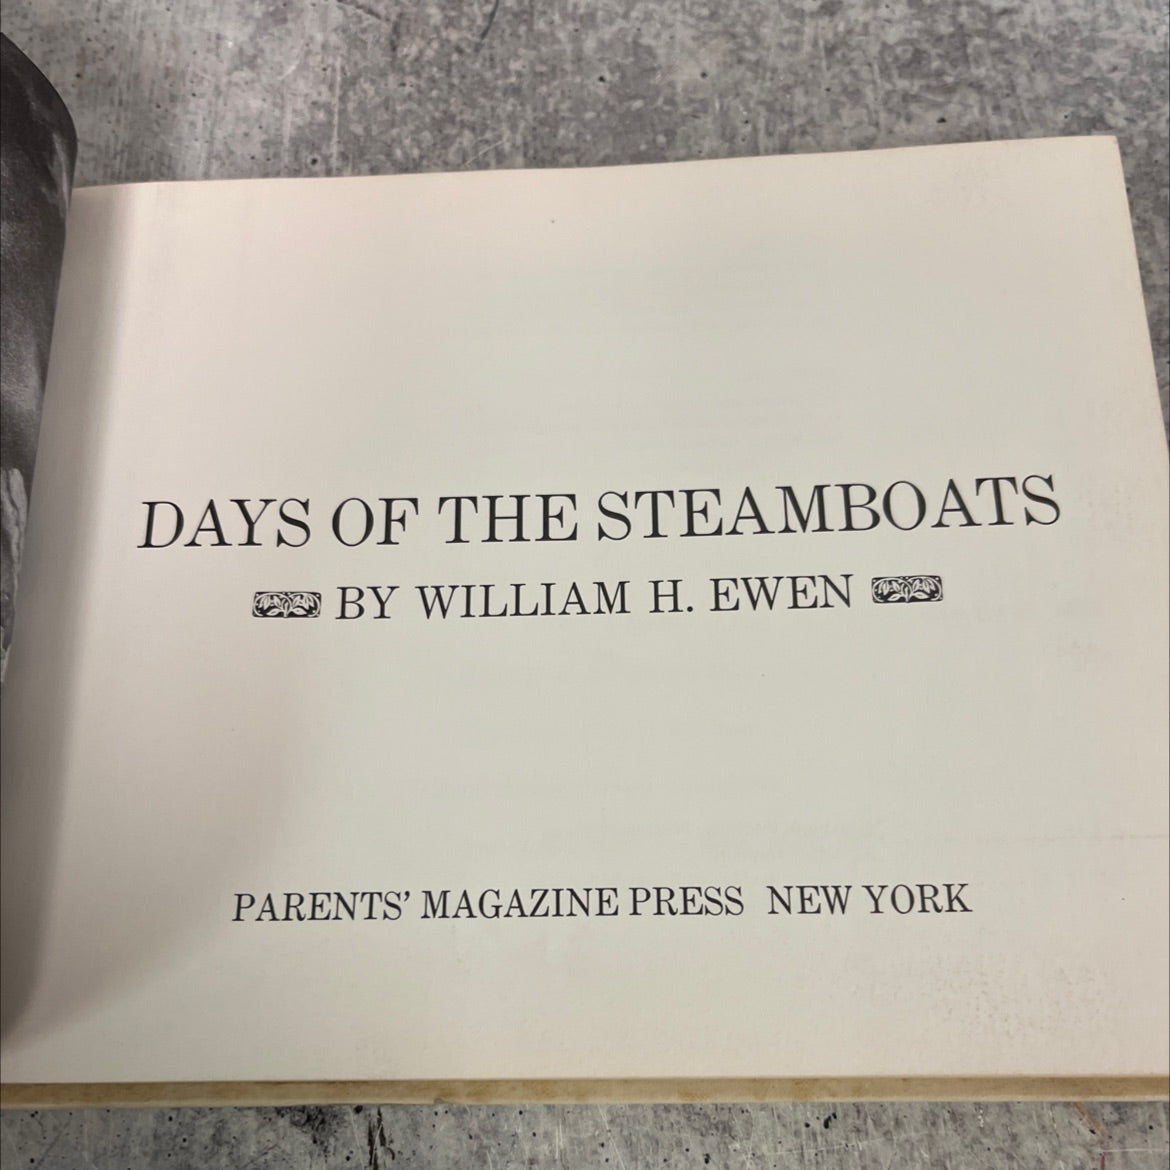 DAYS OF THE STEAMBOATS
BY WILLIAM H. EWEN
PARENTS' MAGAZINE PRESS NEW YORK